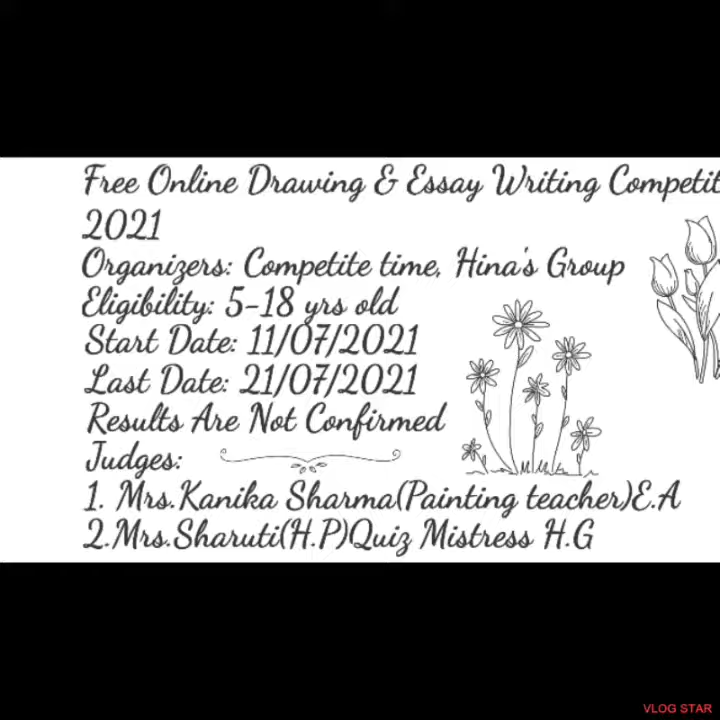 Free Online Drawing & Essay Writing Competit
2021
Organizers: Competite time, Hina's Group
Eligibility: 5-18 yrs old
Start Date: 11/07/2021
Last Date: 21/07/2021
Results Are Not Confirmed
Judges:
1. Mrs.Kanika Sharma(Painting teacher)E.A
2.Mrs.Sharuti(H.P)Quiz Mistress H.G
VLOG STAR